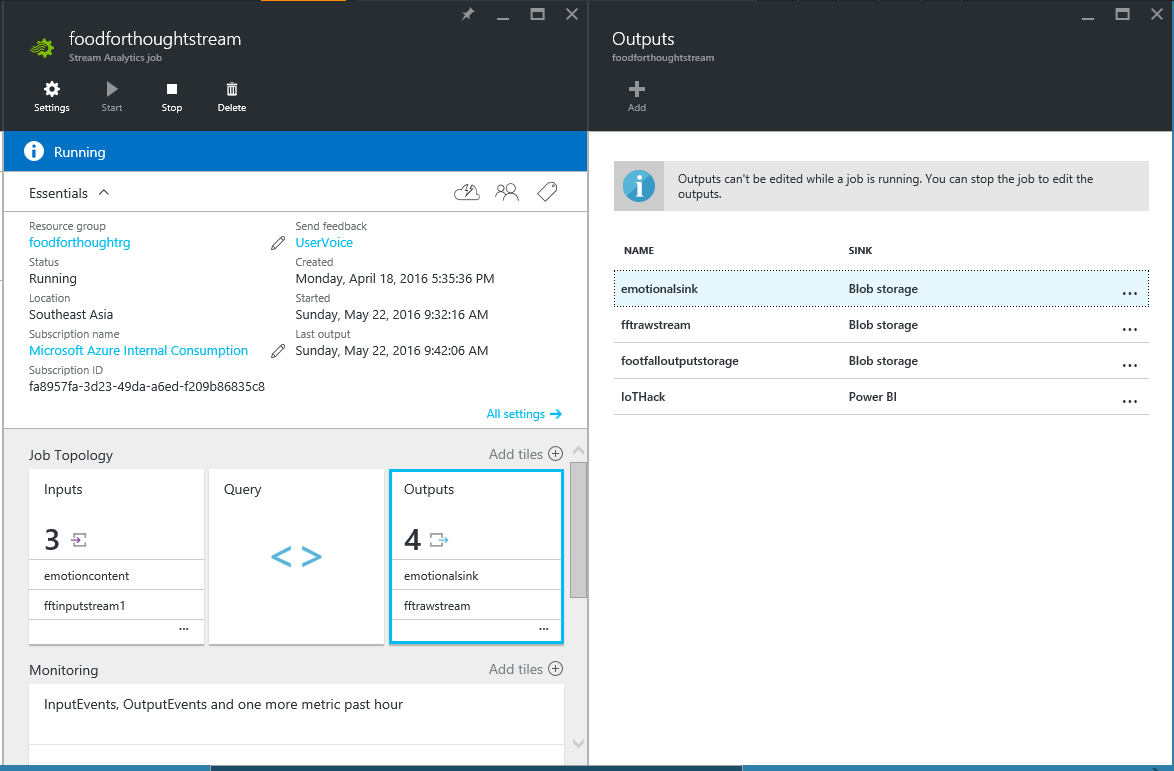 foodforthoughtstream
Stream Analytics job
Settings
Start
Stop
Delete
Running
Essentials
Resource group
foodforthoughtrg
Status
Running
Location
Southeast Asia
Subscription name
Microsoft Azure Internal Consumption
Subscription ID
fa8957fa-3d23-49da-a6ed-f209b86835c8
Send feedback
UserVoice
Created
Monday, April 18, 2016 5:35:36 PM
Started
Sunday, May 22, 2016 9:32:16 AM
Last output
Sunday, May 22, 2016 9:42:06 AM
All settings
Job Topology
Add tiles
Inputs
3
emotioncontent
fftinputstream1
...
Query
< >
Outputs
4
emotionalsink
fftrawstream
...
Monitoring
Add tiles
InputEvents, OutputEvents and one more metric past hour
Outputs
foodforthoughtstream
Add
Outputs can't be edited while a job is running. You can stop the job to edit the
outputs.
NAME SINK
emotionalsink Blob storage ...
fftrawstream Blob storage ...
footfalloutputstorage Blob storage ...
IoTHack Power BI ...